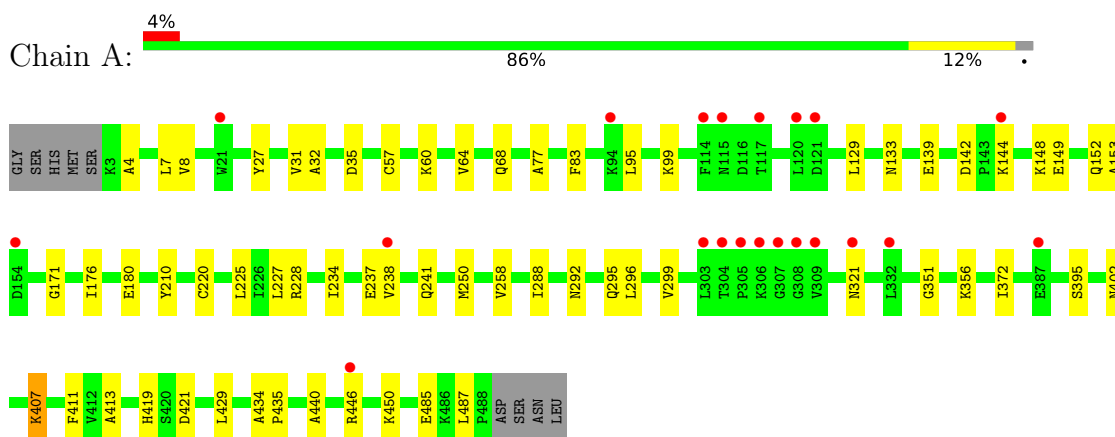 4%
Chain A:
86%
12%
GLY SER HIS MET SER K3 A4 L7 V8 W21 Y27 V31 A32 D35 C57 K60 V64 Q68 A77 F83 K94 L95 K99 F114 N115 D116 T117 L120 D121 L129 N133 E139 D142 P143 K144 K148 E149 Q152 A153
D154 G171 I176 E180 Y210 C220 L225 I226 L227 R228 I234 E237 V238 Q241 M250 V258 I288 N292 Q295 L296 V299 L303 T304 P305 K306 G307 G308 V309 N321 L332 G351 K356 I372 E387 S395
K407 F411 V412 A413 H419 S420 D421 L429 A434 P435 A440 R446 K450 E485 K486 L487 P488 ASP SER ASN LEU